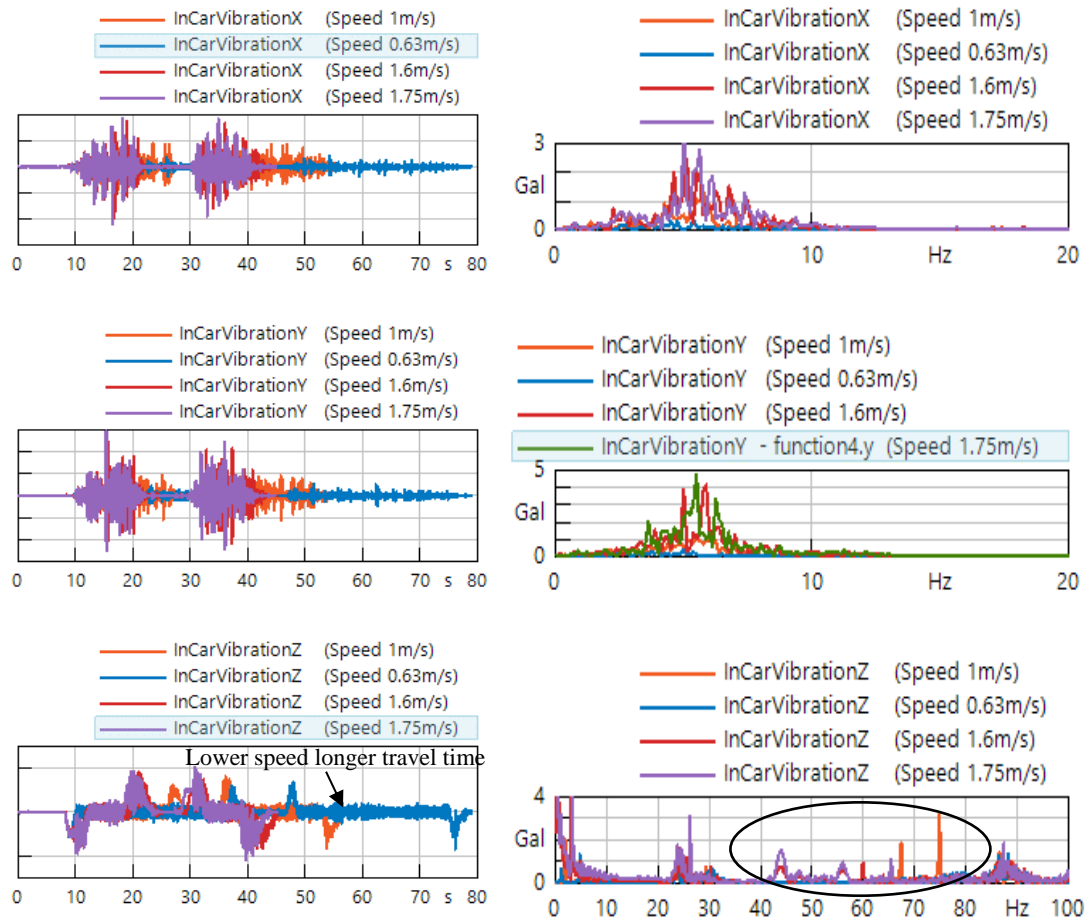 InCarVibrationX (Speed 1m/s)
InCarVibrationX (Speed 0.63m/s)
InCarVibrationX (Speed 1.6m/s)
InCarVibrationX (Speed 1.75m/s)
0 10 20 30 40 50 60 70 s 80
InCarVibrationX (Speed 1m/s)
InCarVibrationX (Speed 0.63m/s)
InCarVibrationX (Speed 1.6m/s)
InCarVibrationX (Speed 1.75m/s)
3
Gal
0
0 10 Hz 20
InCarVibrationY (Speed 1m/s)
InCarVibrationY (Speed 0.63m/s)
InCarVibrationY (Speed 1.6m/s)
InCarVibrationY (Speed 1.75m/s)
0 10 20 30 40 50 60 70 s 80
InCarVibrationY (Speed 1m/s)
InCarVibrationY (Speed 0.63m/s)
InCarVibrationY (Speed 1.6m/s)
InCarVibrationY - function4.y (Speed 1.75m/s)
5
Gal
0
0 10 Hz 20
InCarVibrationZ (Speed 1m/s)
InCarVibrationZ (Speed 0.63m/s)
InCarVibrationZ (Speed 1.6m/s)
InCarVibrationZ (Speed 1.75m/s)
Lower speed longer travel time
0 10 20 30 40 50 60 70 s 80
InCarVibrationZ (Speed 1m/s)
InCarVibrationZ (Speed 0.63m/s)
InCarVibrationZ (Speed 1.6m/s)
InCarVibrationZ (Speed 1.75m/s)
4
Gal
0
0 10 20 30 40 50 60 70 80 Hz 100